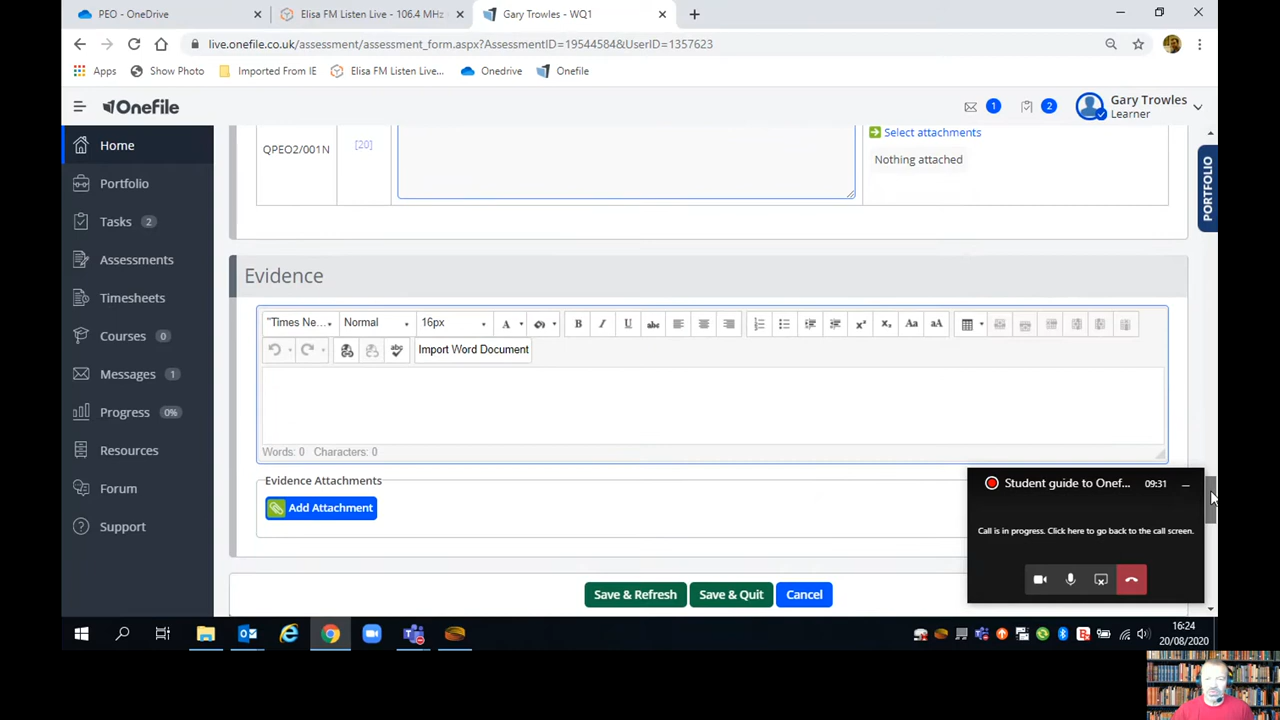 PEO - OneDrive
Elisa FM Listen Live - 106.4 MHz
Gary Trowles - WQ1
live.onefile.co.uk/assessment/assessment_form.aspx?AssessmentID=19544584&UserID=1357623
Apps
Show Photo
Imported From IE
Elisa FM Listen Live...
Onedrive
Onefile
Onefile
1
2
Gary Trowles
Learner
Home
Portfolio
Tasks 2
Assessments
Timesheets
Courses 0
Messages 1
Progress 0%
Resources
Forum
Support
QPEO2/001N
[20]
Select attachments
Nothing attached
PORTFOLIO
Evidence
"Times Ne...
Normal
16px
A
B I U abc
Aa aA
Import Word Document
Words: 0 Characters: 0
Evidence Attachments
Add Attachment
Student guide to Onef... 09:31
Call is in progress. Click here to go back to the call screen.
Save & Refresh
Save & Quit
Cancel
16:24
20/08/2020